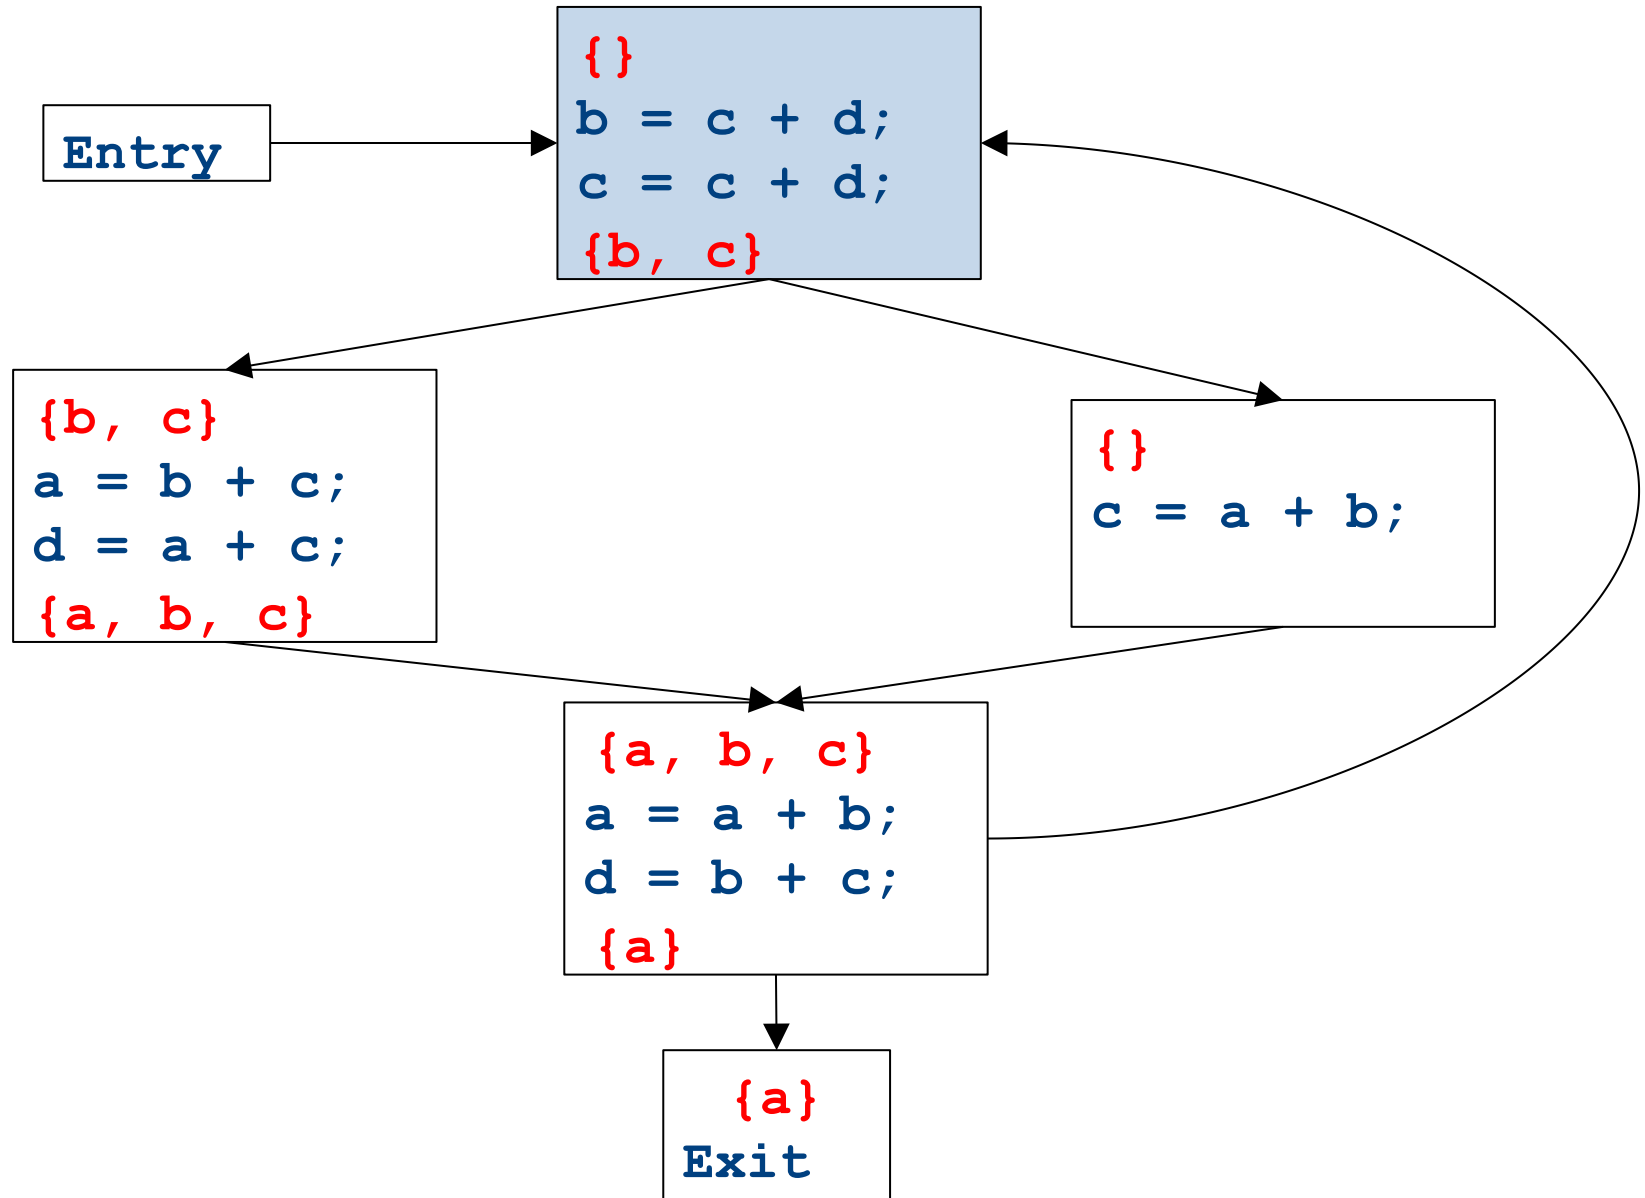 {}
b = c + d;
c = c + d;
{b, c}
Entry
{b, c}
a = b + c;
d = a + c;
{a, b, c}
{}
c = a + b;
{a, b, c}
a = a + b;
d = b + c;
{a}
{a}
Exit